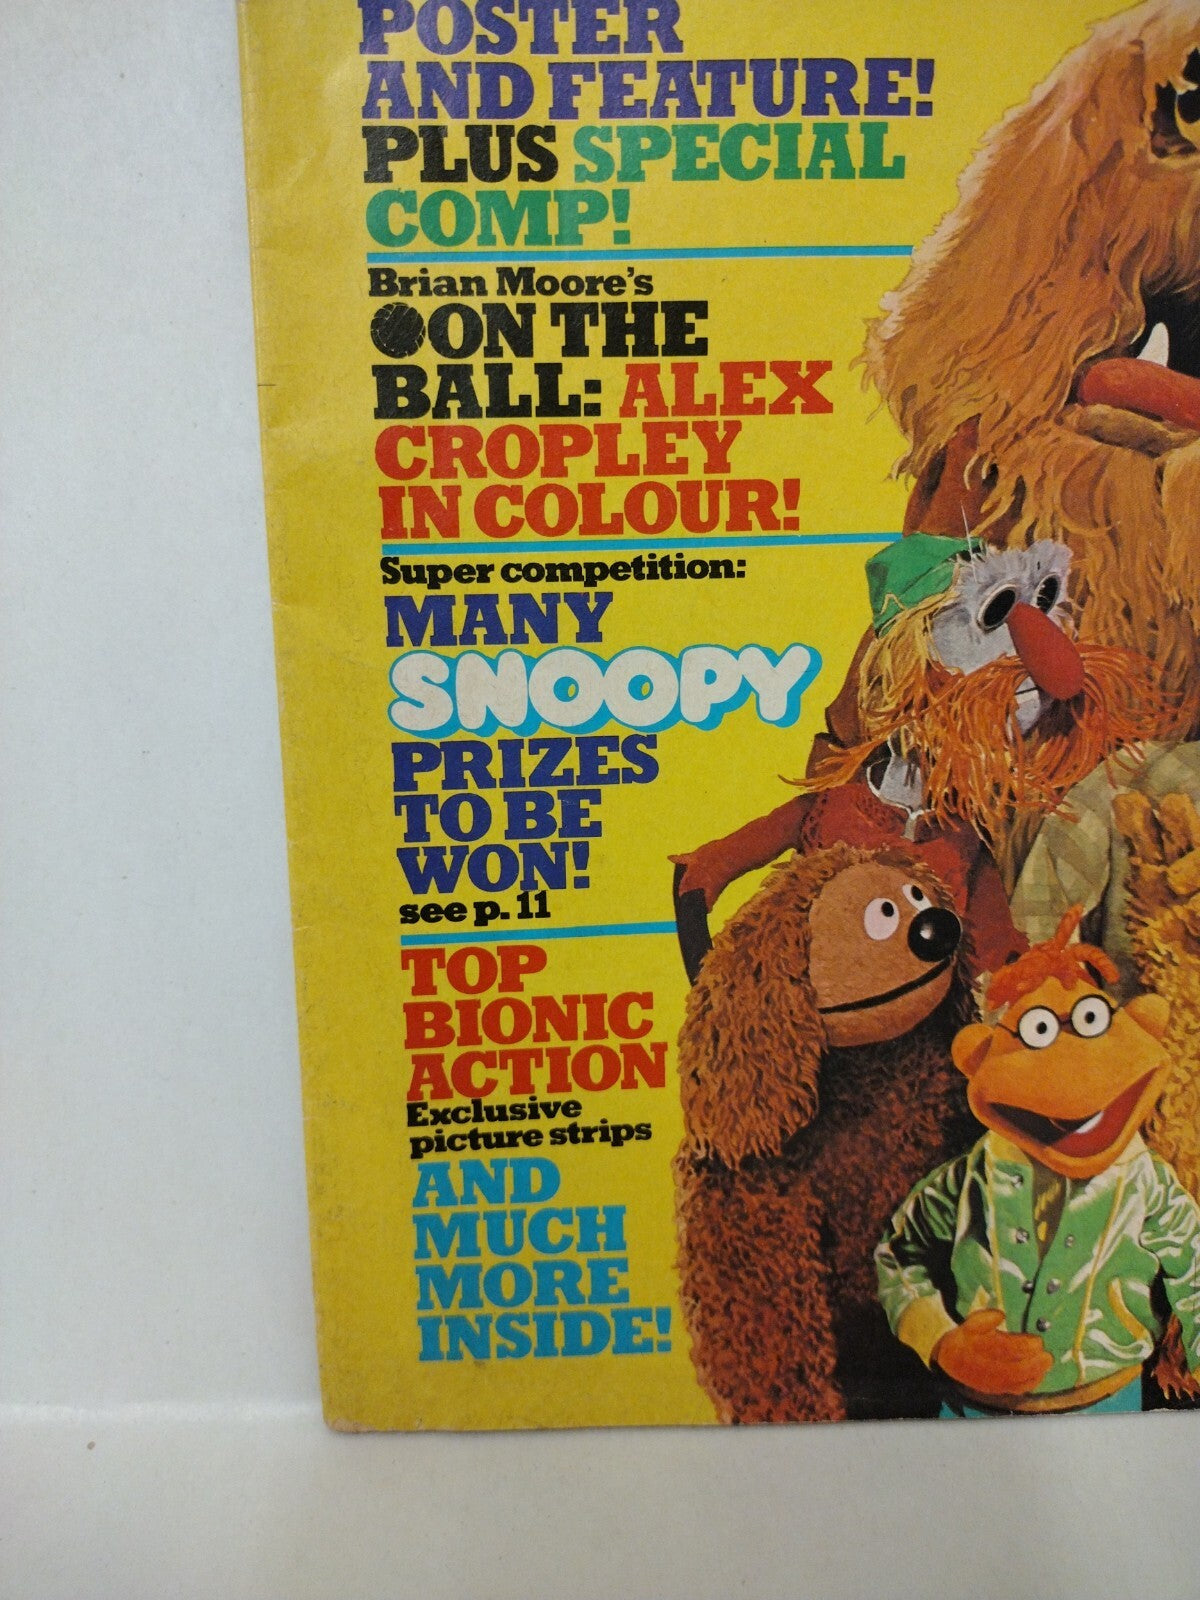 POSTER
AND FEATURE!
PLUS SPECIAL
COMP!
Brian Moore's
ON THE
BALL: ALEX
CROPLEY
IN COLOUR!
Super competition:
MANY
SNOOPY
PRIZES
TO BE
WON!
see p. 11
TOP
BIONIC
ACTION
Exclusive
picture strips
AND
MUCH
MORE
INSIDE!